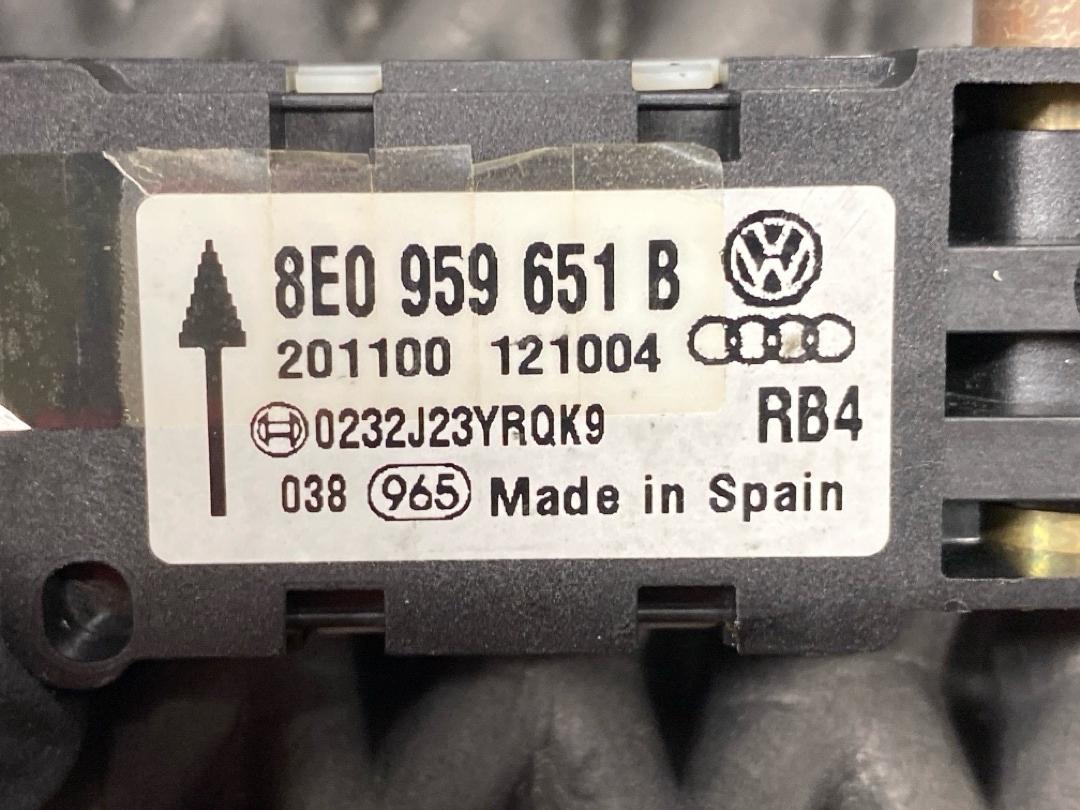 8E0 959 651 B
201100 121004
0232J23YRQK9 RB4
038 965 Made in Spain